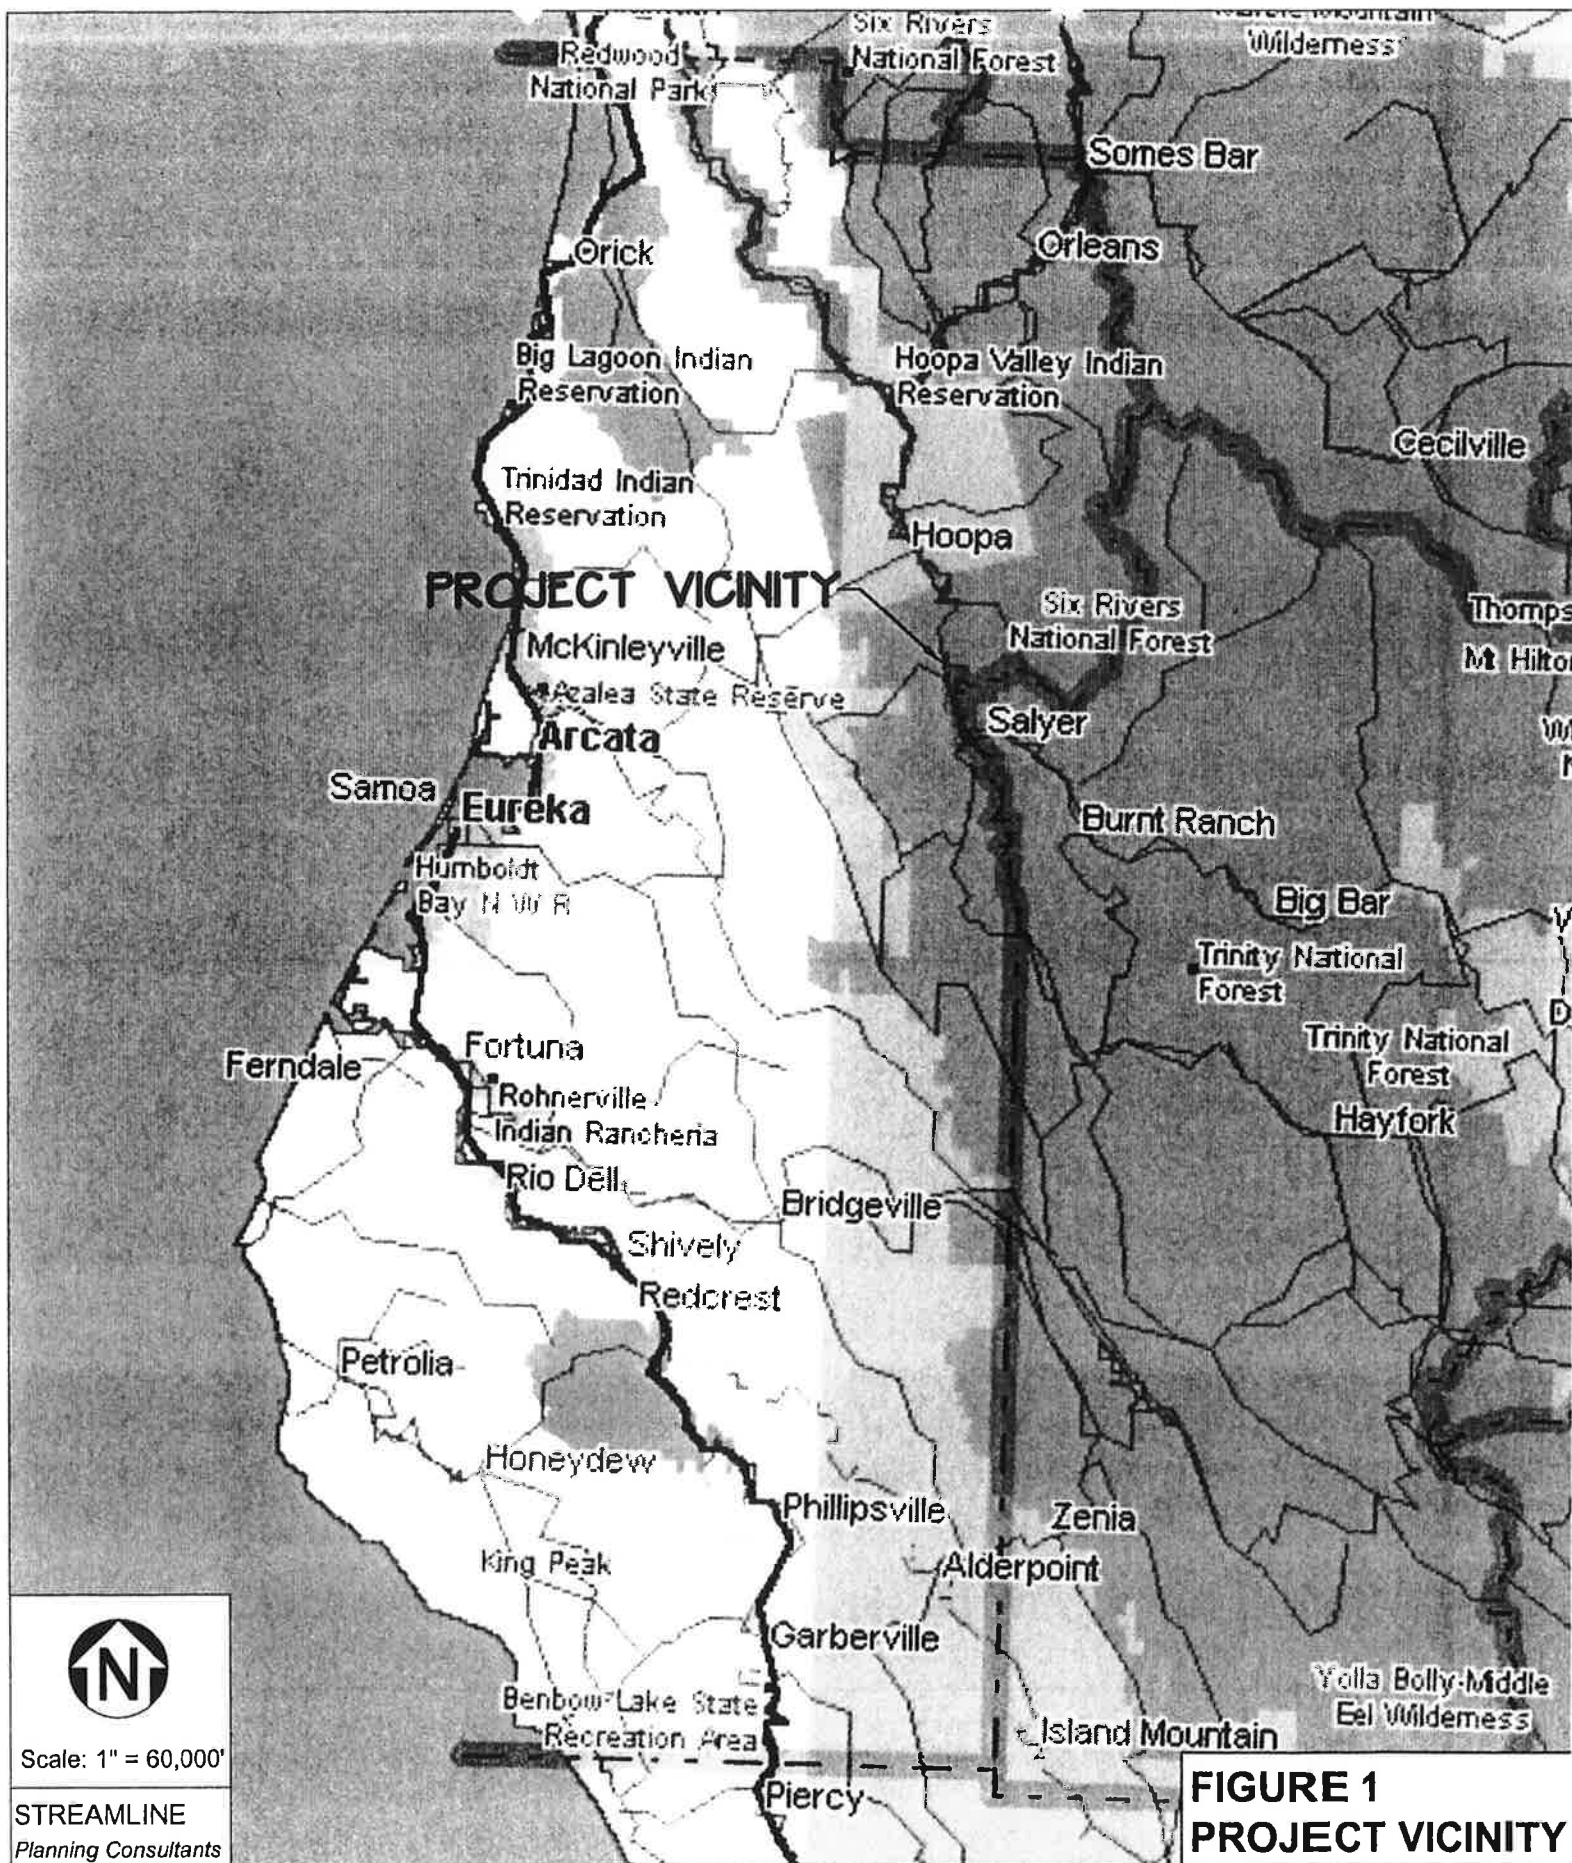 Six Rivers
National Forest
Wilderness
Redwood
National Park
Somes Bar
Orick
Orleans
Big Lagoon Indian
Reservation
Hoopa Valley Indian
Reservation
Cecilville
Trinidad Indian
Reservation
Hoopa
PROJECT VICINITY
Six Rivers
National Forest
Thomps
Mt Hilton
McKinleyville
Azalea State Reserve
Salyer
Arcata
Samoa
Eureka
Burnt Ranch
Humboldt
Bay N W R
Big Bar
Trinity National
Forest
Trinity National
Forest
Fortuna
Ferndale
Rohnerville
Indian Rancheria
Hayfork
Rio Dell
Bridgeville
Shively
Redcrest
Petrolia
Honeydew
Phillipsville
Zenia
King Peak
Alderpoint
Garberville
Yolla Bolly-Middle
Eel Wilderness
Benbow Lake State
Recreation Area
Island Mountain
Piercy
N
Scale: 1" = 60,000'
STREAMLINE
Planning Consultants
FIGURE 1
PROJECT VICINITY